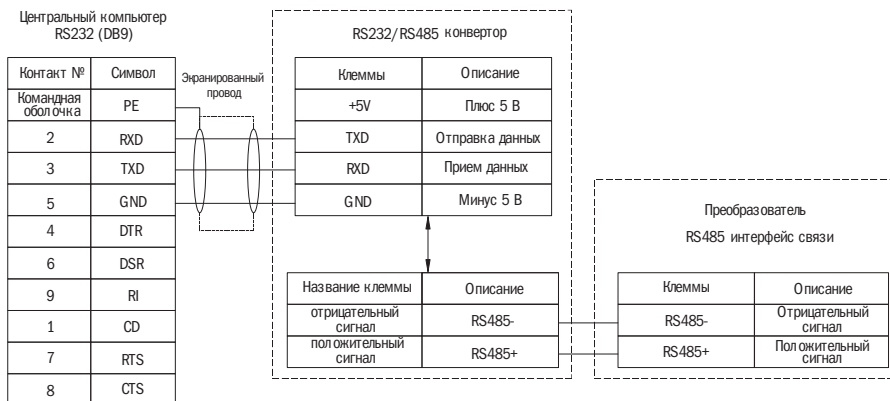 Центральный компьютер
RS232 (DB9)
Контакт № Символ
Командная оболочка PE
2 RXD
3 TXD
5 GND
4 DTR
6 DSR
9 RI
1 CD
7 RTS
8 CTS
Экранированный
провод
RS232/RS485 конвертор
Клеммы Описание
+5V Плюс 5 В
TXD Отправка данных
RXD Прием данных
GND Минус 5 В
Название клеммы Описание
отрицательный сигнал RS485-
положительный сигнал RS485+
Преобразователь
RS485 интерфейс связи
Клеммы Описание
RS485- Отрицательный сигнал
RS485+ Положительный сигнал